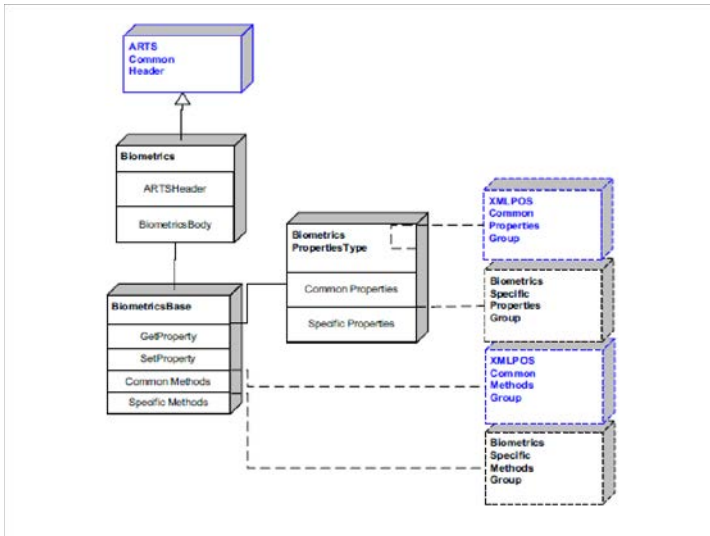 ARTS
Common
Header
Biometrics
ARTSHeader
BiometricsBody
BiometricsBase
GetProperty
SetProperty
Common Methods
Specific Methods
Biometrics
PropertiesType
Common Properties
Specific Properties
XMLPOS
Common
Properties
Group
Biometrics
Specific
Properties
Group
XMLPOS
Common
Methods
Group
Biometrics
Specific
Methods
Group